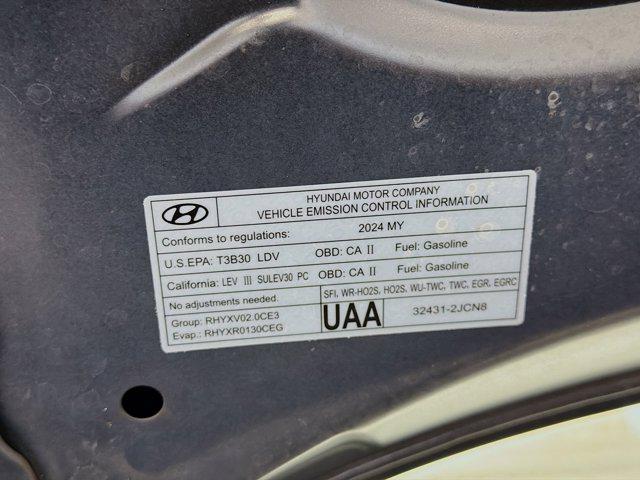 HYUNDAI MOTOR COMPANY
VEHICLE EMISSION CONTROL INFORMATION
Conforms to regulations: 2024 MY
U.S.EPA: T3B30 LDV OBD: CA II Fuel: Gasoline
California: LEV III SULEV30 PC OBD: CA II Fuel: Gasoline
No adjustments needed. SFI, WR-HO2S, HO2S, WU-TWC, TWC, EGR, EGRC
Group: RHYXV02.0CE3
Evap.: RHYXR0130CEG
UAA 32431-2JCN8